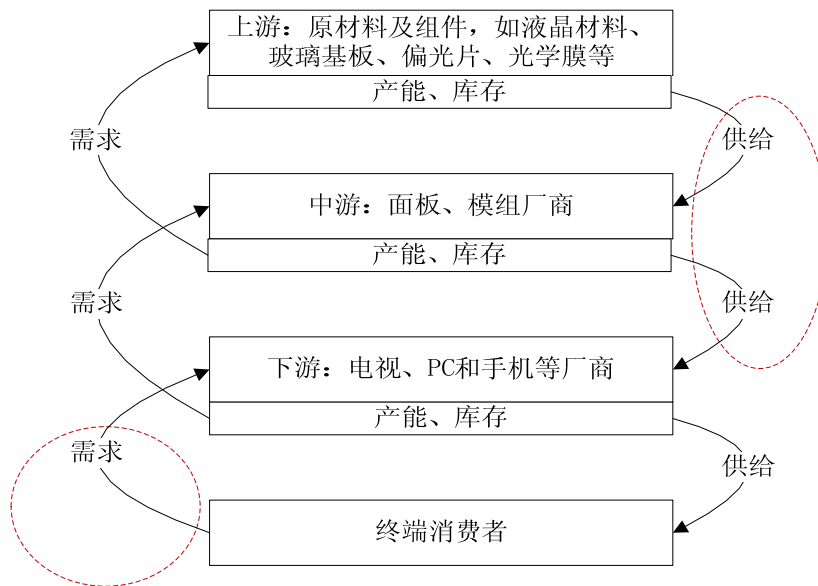 上游：原材料及组件，如液晶材料、
玻璃基板、偏光片、光学膜等
产能、库存
需求
供给
中游：面板、模组厂商
产能、库存
需求
供给
下游：电视、PC和手机等厂商
产能、库存
需求
供给
终端消费者